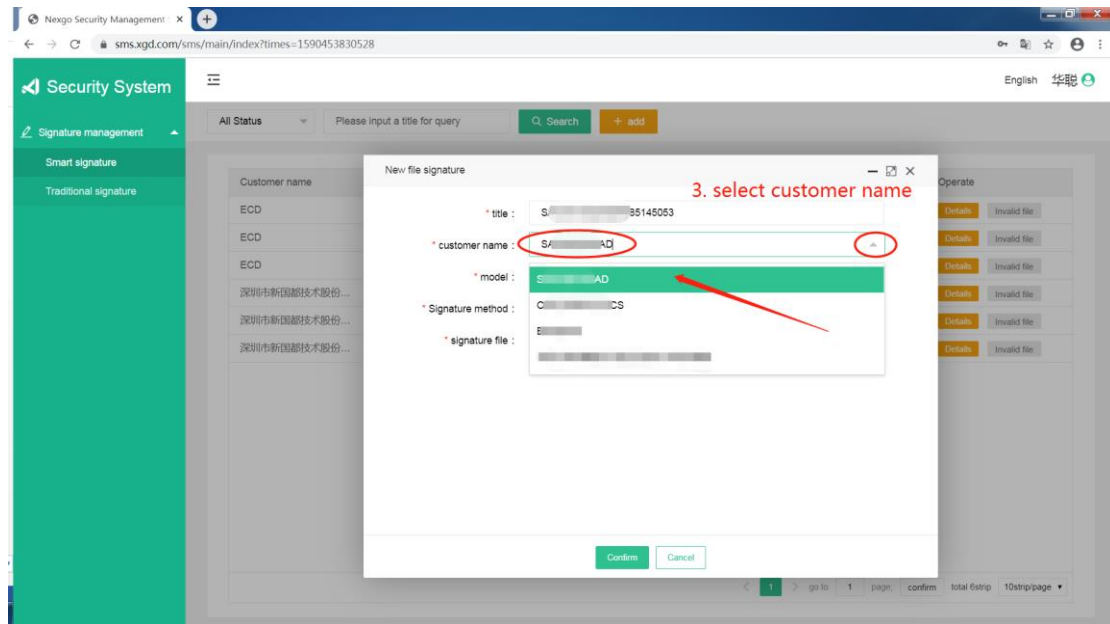 Nexgo Security Management
sms.xgd.com/sms/main/index?times=1590453830528
Security System
English 华聪
Signature management
Smart signature
Traditional signature
All Status
Please input a title for query
Search
+ add
New file signature
3. select customer name
Customer name
Operate
* title :
85145053
* customer name :
AD
* model :
AD
* Signature method :
CS
* signature file :
ECD
Details
Invalid file
ECD
Details
Invalid file
ECD
Details
Invalid file
深圳市新国都技术股份...
Details
Invalid file
深圳市新国都技术股份...
Details
Invalid file
深圳市新国都技术股份...
Details
Invalid file
Confirm
Cancel
< 1 > go to 1 page, confirm total 6strip 10strip/page